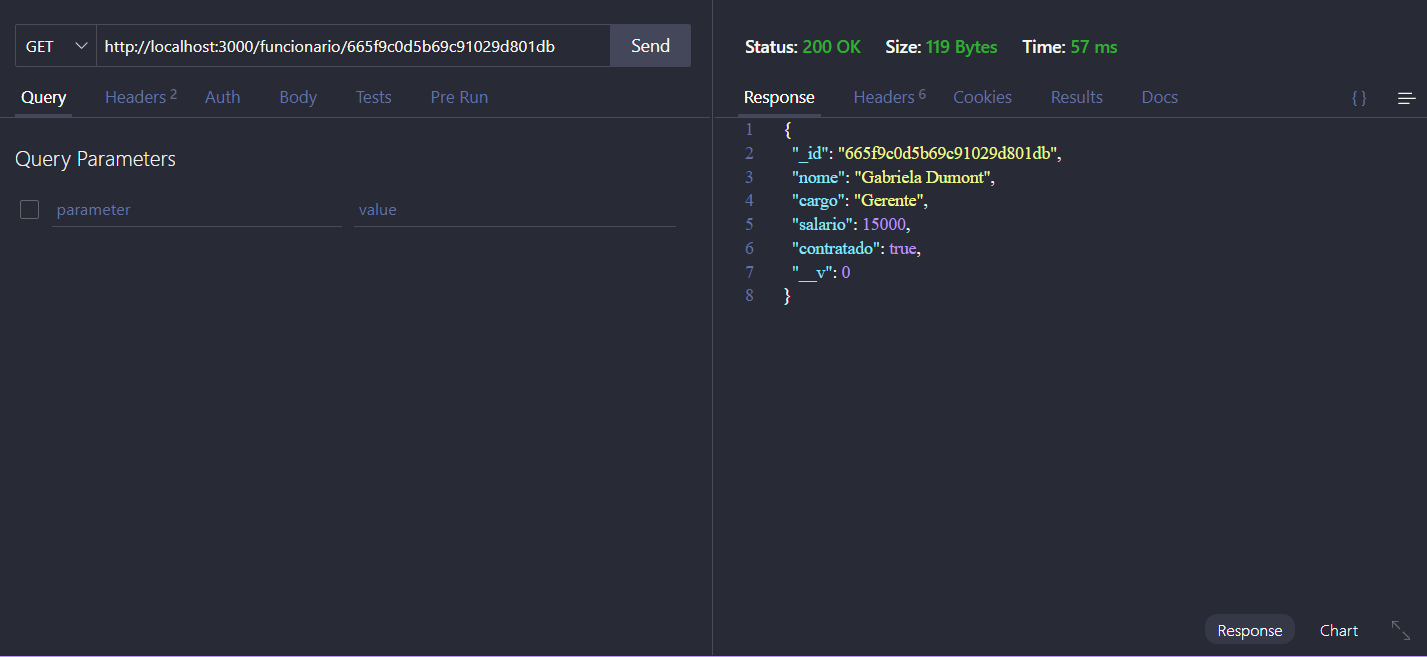 GET http://localhost:3000/funcionario/665f9c0d5b69c91029d801db Send
Query Headers 2 Auth Body Tests Pre Run
Query Parameters
parameter value
Status: 200 OK Size: 119 Bytes Time: 57 ms
Response Headers 6 Cookies Results Docs { }
1 {
2 "_id": "665f9c0d5b69c91029d801db",
3 "nome": "Gabriela Dumont",
4 "cargo": "Gerente",
5 "salario": 15000,
6 "contratado": true,
7 "__v": 0
8 }
Response Chart